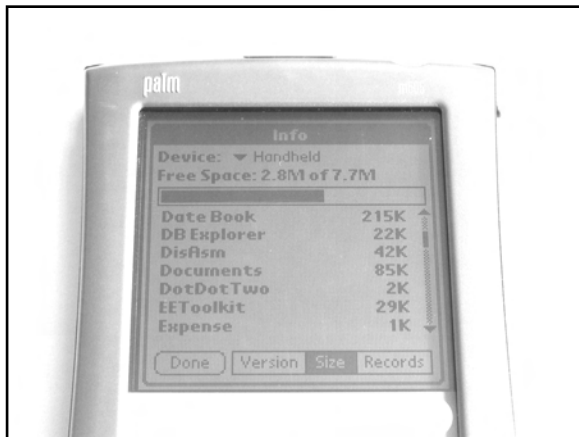 palm
Info
Device: Handheld
Free Space: 2.8M of 7.7M
Date Book 215K
DB Explorer 22K
DisAsm 42K
Documents 85K
DotDotTwo 2K
EEToolkit 29K
Expense 1K
Done Version Size Records